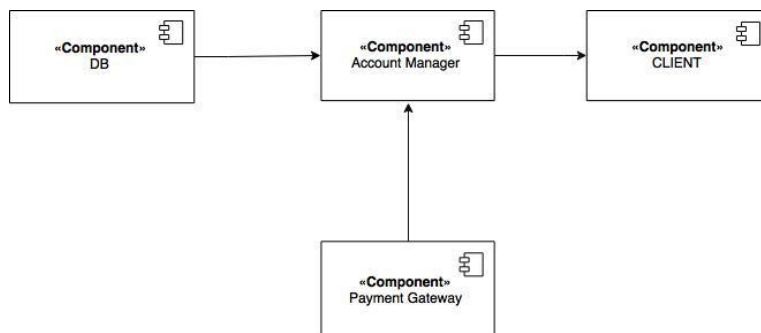 «Component»
DB
«Component»
Account Manager
«Component»
CLIENT
«Component»
Payment Gateway